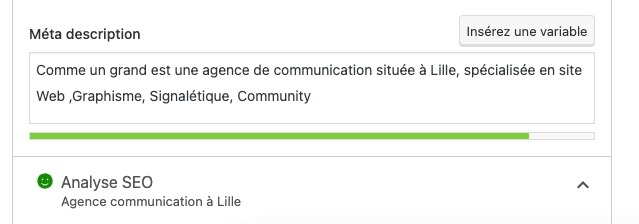 Méta description
Insérez une variable
Comme un grand est une agence de communication située à Lille, spécialisée en site
Web ,Graphisme, Signalétique, Community
Analyse SEO
Agence communication à Lille